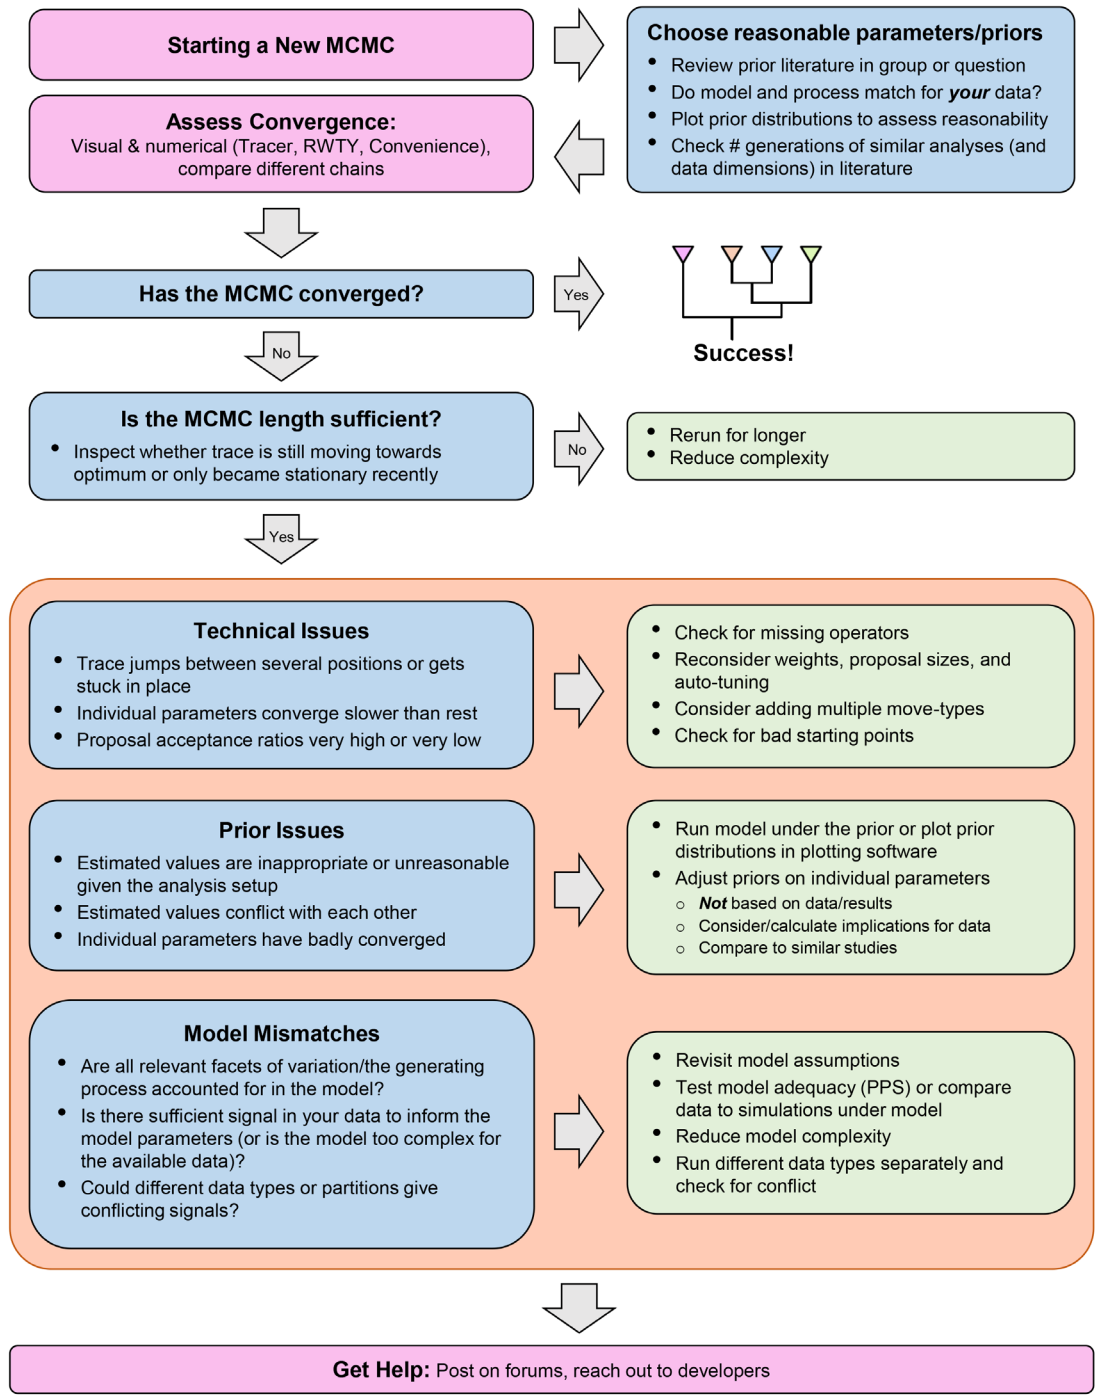 Starting a New MCMC
Choose reasonable parameters/priors
• Review prior literature in group or question
• Do model and process match for your data?
• Plot prior distributions to assess reasonability
• Check # generations of similar analyses (and
data dimensions) in literature
Assess Convergence:
Visual & numerical (Tracer, RWTY, Convenience),
compare different chains
Has the MCMC converged?
Yes
Success!
No
Is the MCMC length sufficient?
• Inspect whether trace is still moving towards
optimum or only became stationary recently
No
• Rerun for longer
• Reduce complexity
Yes
Technical Issues
• Trace jumps between several positions or gets
stuck in place
• Individual parameters converge slower than rest
• Proposal acceptance ratios very high or very low
• Check for missing operators
• Reconsider weights, proposal sizes, and
auto-tuning
• Consider adding multiple move-types
• Check for bad starting points
Prior Issues
• Estimated values are inappropriate or unreasonable
given the analysis setup
• Estimated values conflict with each other
• Individual parameters have badly converged
• Run model under the prior or plot prior
distributions in plotting software
• Adjust priors on individual parameters
○ Not based on data/results
○ Consider/calculate implications for data
○ Compare to similar studies
Model Mismatches
• Are all relevant facets of variation/the generating
process accounted for in the model?
• Is there sufficient signal in your data to inform the
model parameters (or is the model too complex for
the available data)?
• Could different data types or partitions give
conflicting signals?
• Revisit model assumptions
• Test model adequacy (PPS) or compare
data to simulations under model
• Reduce model complexity
• Run different data types separately and
check for conflict
Get Help: Post on forums, reach out to developers